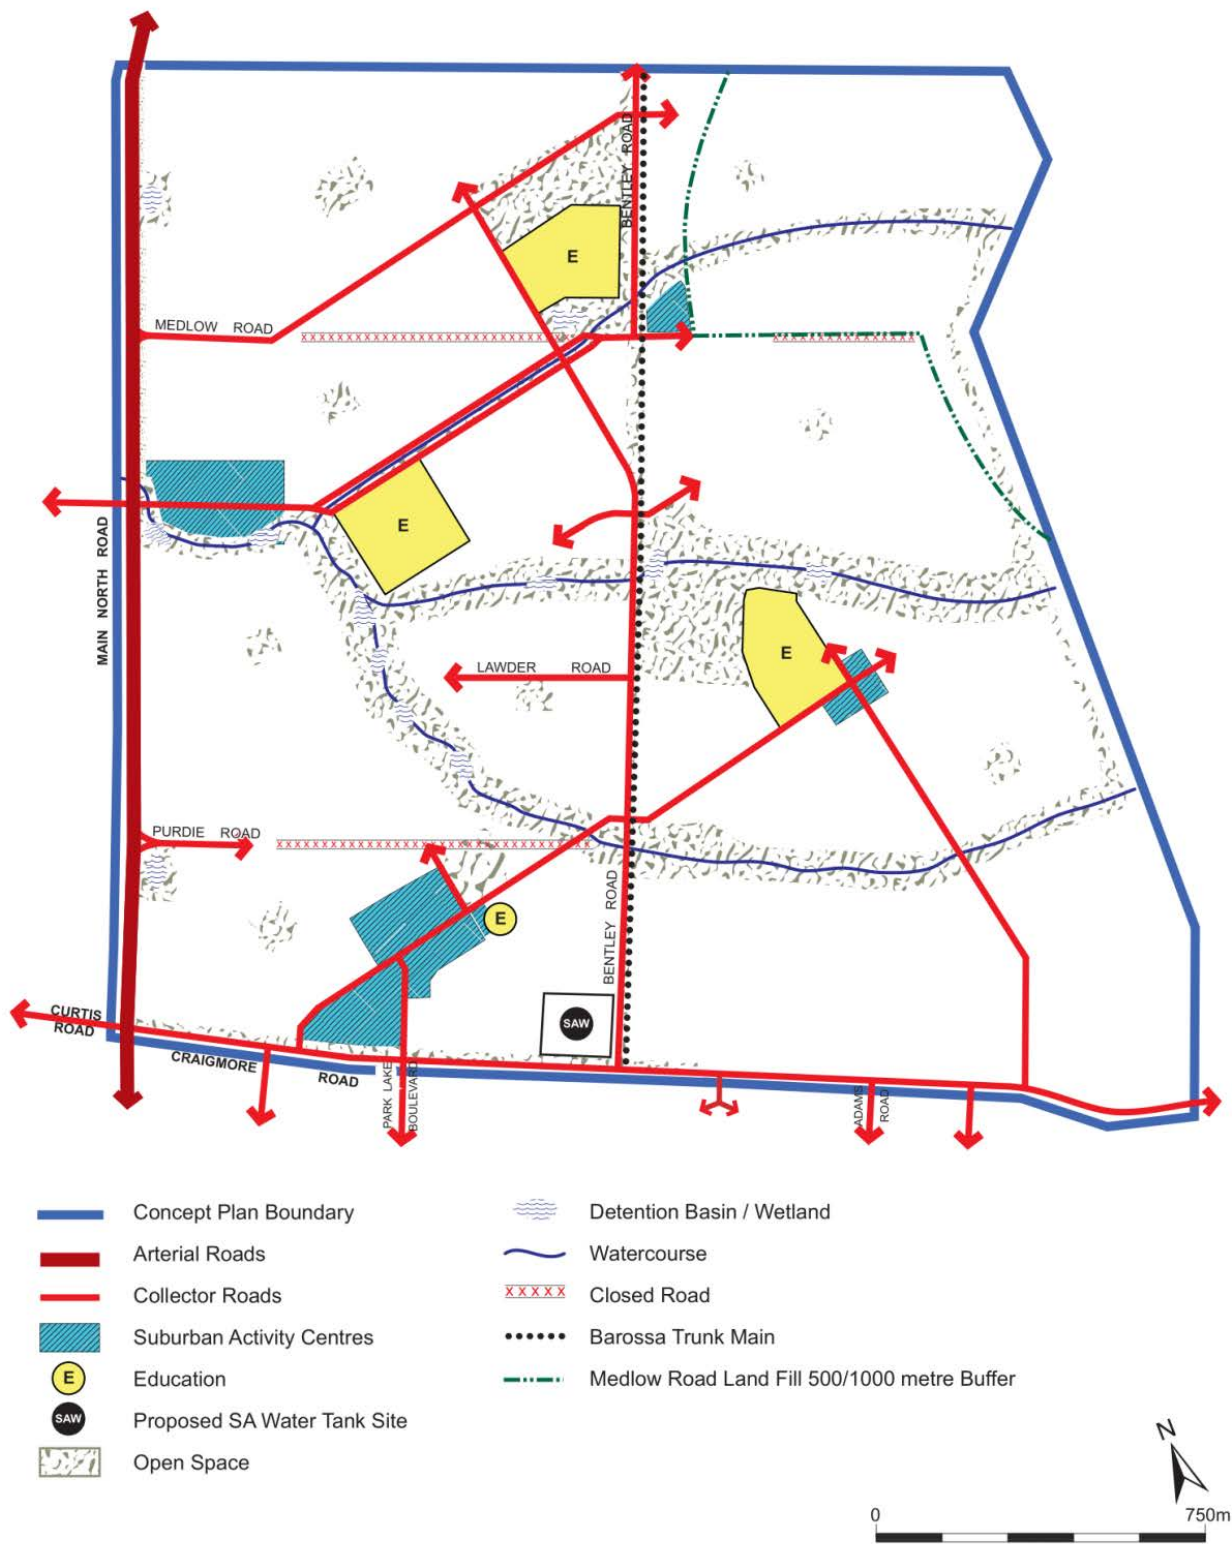 BENTLEY ROAD
E
MEDLOW ROAD
E
MAIN NORTH ROAD
E
LAWDER ROAD
PURDIE ROAD
E
BENTLEY ROAD
SAW
CURTIS
ROAD
CRAIGMORE
ROAD
PARK LAKE
BOULEVARD
ADAMS
ROAD
Concept Plan Boundary
Arterial Roads
Collector Roads
Suburban Activity Centres
E
Education
SAW
Proposed SA Water Tank Site
Open Space
Detention Basin / Wetland
Watercourse
X X X X X
Closed Road
Barossa Trunk Main
Medlow Road Land Fill 500/1000 metre Buffer
N
0 750m